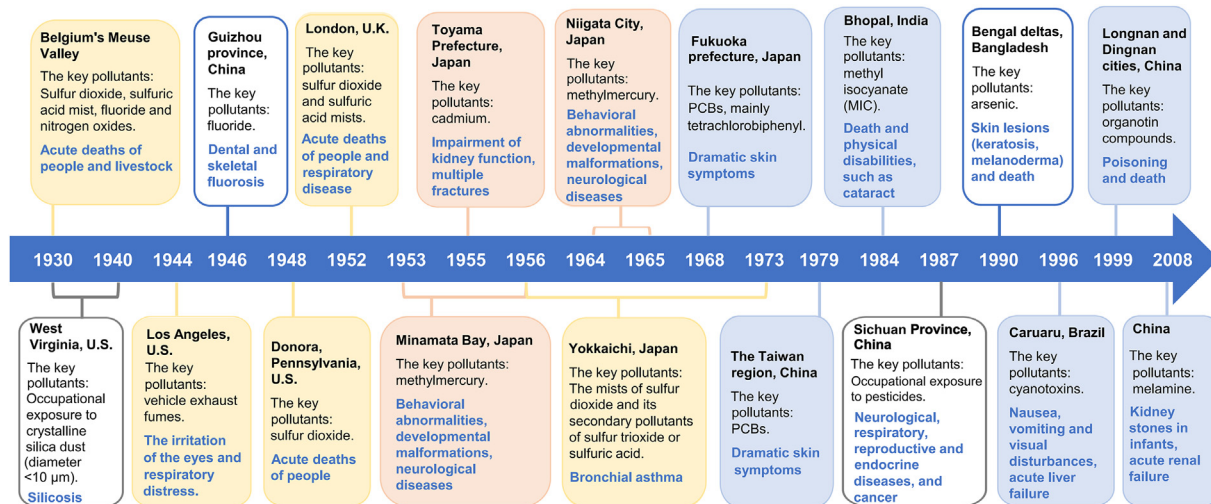 Belgium's Meuse
Valley
The key pollutants:
Sulfur dioxide, sulfuric
acid mist, fluoride and
nitrogen oxides.
Acute deaths of
people and livestock
Guizhou
province,
China
The key
pollutants:
fluoride.
Dental and
skeletal
fluorosis
London, U.K.
The key
pollutants:
sulfur dioxide
and sulfuric
acid mists.
Acute deaths
of people and
respiratory
disease
Toyama
Prefecture,
Japan
The key
pollutants:
cadmium.
Impairment of
kidney function,
multiple
fractures
Niigata City,
Japan
The key
pollutants:
methylmercury.
Behavioral
abnormalities,
developmental
malformations,
neurological
diseases
Fukuoka
prefecture, Japan
The key pollutants:
PCBs, mainly
tetrachlorobiphenyl.
Dramatic skin
symptoms
Bhopal, India
The key
pollutants:
methyl
isocyanate
(MIC).
Death and
physical
disabilities,
such as
cataract
Bengal deltas,
Bangladesh
The key
pollutants:
arsenic.
Skin lesions
(keratosis,
melanoderma)
and death
Longnan and
Dingnan
cities, China
The key
pollutants:
organotin
compounds.
Poisoning
and death
1930 1940 1944 1946 1948 1952 1953 1955 1956 1964 1965 1968 1973 1979 1984 1987 1990 1996 1999 2008
West
Virginia, U.S.
The key
pollutants:
Occupational
exposure to
crystalline
silica dust
(diameter
<10 μm).
Silicosis
Los Angeles,
U.S.
The key
pollutants:
vehicle exhaust
fumes.
The irritation
of the eyes and
respiratory
distress.
Donora,
Pennsylvania,
U.S.
The key
pollutants:
sulfur dioxide.
Acute deaths
of people
Minamata Bay, Japan
The key pollutants:
methylmercury.
Behavioral
abnormalities,
developmental
malformations,
neurological
diseases
Yokkaichi, Japan
The key pollutants:
The mists of sulfur
dioxide and its
secondary pollutants
of sulfur trioxide or
sulfuric acid.
Bronchial asthma
The Taiwan
region, China
The key
pollutants:
PCBs.
Dramatic skin
symptoms
Sichuan Province,
China
The key pollutants:
Occupational exposure
to pesticides.
Neurological,
respiratory,
reproductive and
endocrine
diseases, and
cancer
Caruaru, Brazil
The key
pollutants:
cyanotoxins.
Nausea,
vomiting and
visual
disturbances,
acute liver
failure
China
The key
pollutants:
melamine.
Kidney
stones in
infants,
acute renal
failure